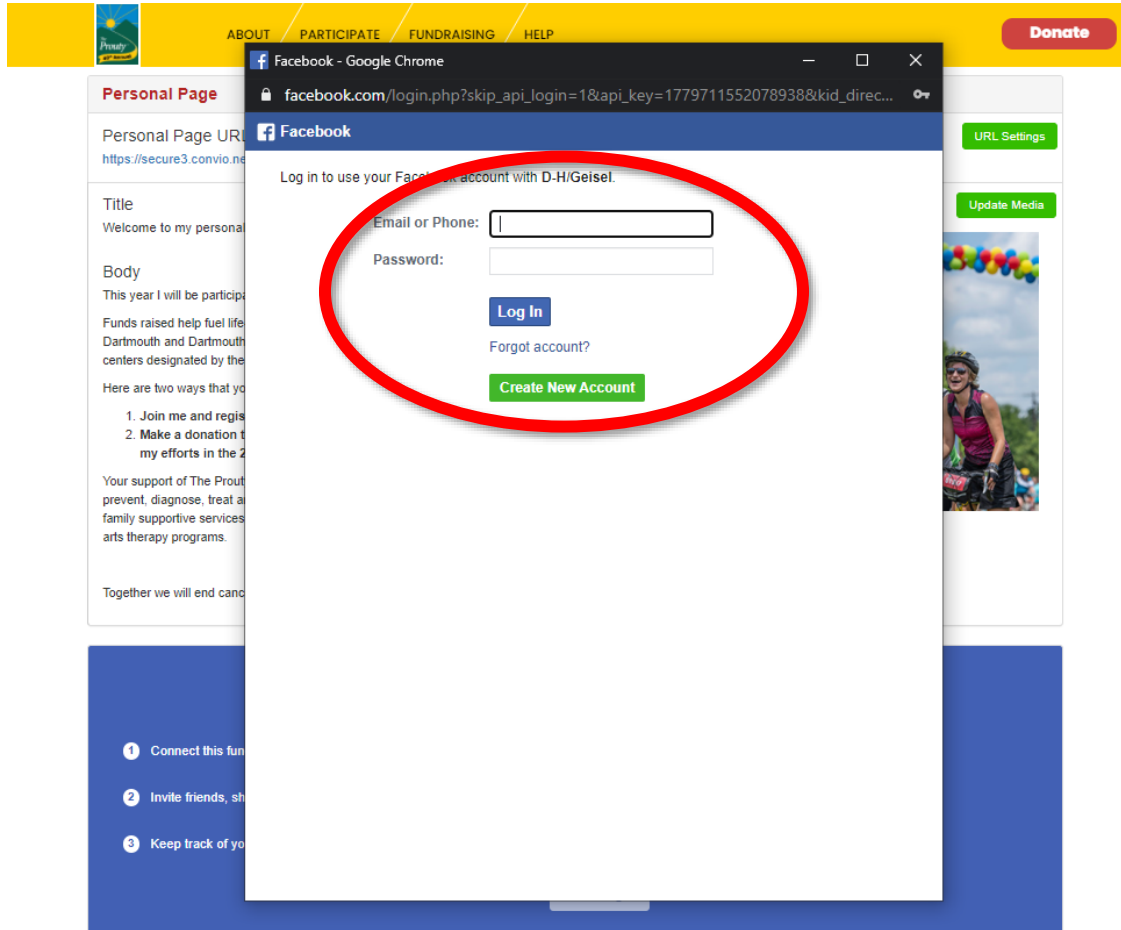 The
Prouty
ABOUT / PARTICIPATE / FUNDRAISING / HELP
Donate
Facebook - Google Chrome
facebook.com/login.php?skip_api_login=1&api_key=1779711552078938&kid_direc...
Facebook
Personal Page
Personal Page URL
https://secure3.convio.ne
URL Settings
Log in to use your Facebook account with D-H/Geisel.
Title
Update Media
Welcome to my personal
Email or Phone:
Password:
Body
This year I will be particip
Funds raised help fuel life
Dartmouth and Dartmouth
centers designated by the
Log In
Forgot account?
Create New Account
Here are two ways that yo
1. Join me and regis
2. Make a donation t
my efforts in the 2
Your support of The Prout
prevent, diagnose, treat a
family supportive services
arts therapy programs.
Together we will end canc
1 Connect this fun
2 Invite friends, sh
3 Keep track of yo